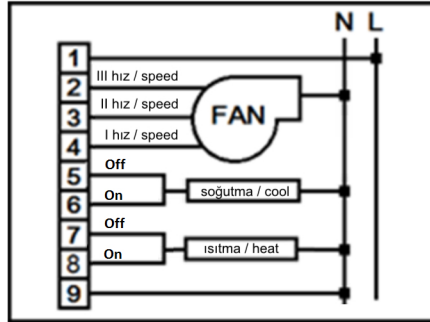 N L
1
2 III hız / speed
3 II hız / speed
FAN
4 I hız / speed
5 Off
6 On
soğutma / cool
7 Off
8 On
ısıtma / heat
9